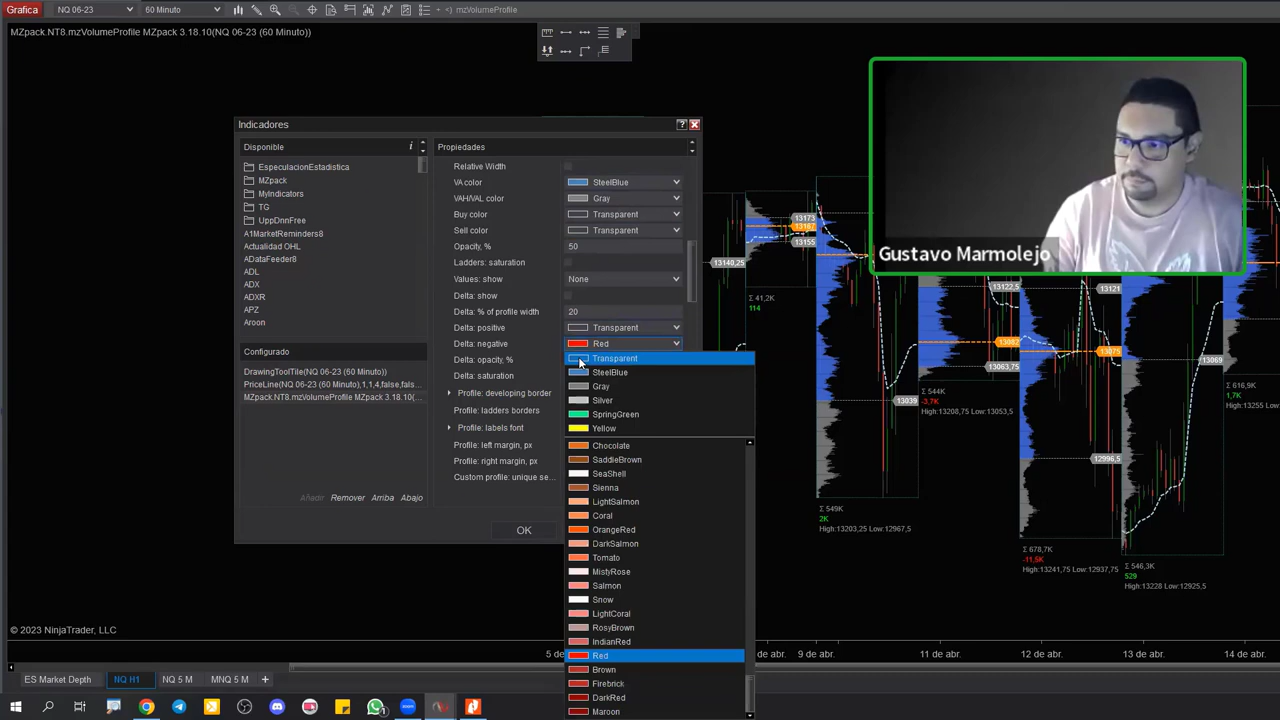 Grafica
NQ 06-23
60 Minuto
mzVolumeProfile
MZpack.NT8.mzVolumeProfile MZpack 3.18.10(NQ 06-23 (60 Minuto))
Indicadores
?
Disponible
i
EspeculacionEstadistica
MZpack
MyIndicators
TG
UppDnnFree
A1MarketReminders8
Actualidad OHL
ADataFeeder8
ADL
ADX
ADXR
APZ
Aroon
Configurado
DrawingToolTile(NQ 06-23 (60 Minuto))
PriceLine(NQ 06-23 (60 Minuto),1,1,4,false,fals...
MZpack.NT8.mzVolumeProfile MZpack 3.18.10(...
Añadir
Remover
Arriba
Abajo
Propiedades
Relative Width
VA color
SteelBlue
VAH/VAL color
Gray
Buy color
Transparent
Sell color
Transparent
Opacity, %
50
Ladders: saturation
Values: show
None
Delta: show
Delta: % of profile width
20
Delta: positive
Transparent
Delta: negative
Red
Delta: opacity, %
Delta: saturation
Profile: developing border
Profile: ladders borders
Profile: labels font
Profile: left margin, px
Profile: right margin, px
Custom profile: unique se...
OK
Transparent
SteelBlue
Gray
Silver
SpringGreen
Yellow
Chocolate
SaddleBrown
SeaShell
Sienna
LightSalmon
Coral
OrangeRed
DarkSalmon
Tomato
MistyRose
Salmon
Snow
LightCoral
RosyBrown
IndianRed
Red
Brown
Firebrick
DarkRed
Maroon
Gustavo Marmolejo
13140,25
Σ 41,2K
114
13173
13167
13155
13039
Σ 549K
2K
High:13203,25 Low:12967,5
13122,5
13082
13063,75
Σ 544K
-3,7K
High:13208,75 Low:13053,5
13121
13075
12996,5
Σ 678,7K
-11,5K
High:13241,75 Low:12937,75
13069
Σ 546,3K
529
High:13228 Low:12925,5
Σ 616,9K
1,7K
High:13255 Low:
© 2023 NinjaTrader, LLC
5 de
de abr.
9 de abr.
11 de abr.
12 de abr.
13 de abr.
14 de abr.
ES Market Depth
NQ H1
NQ 5 M
MNQ 5 M
+